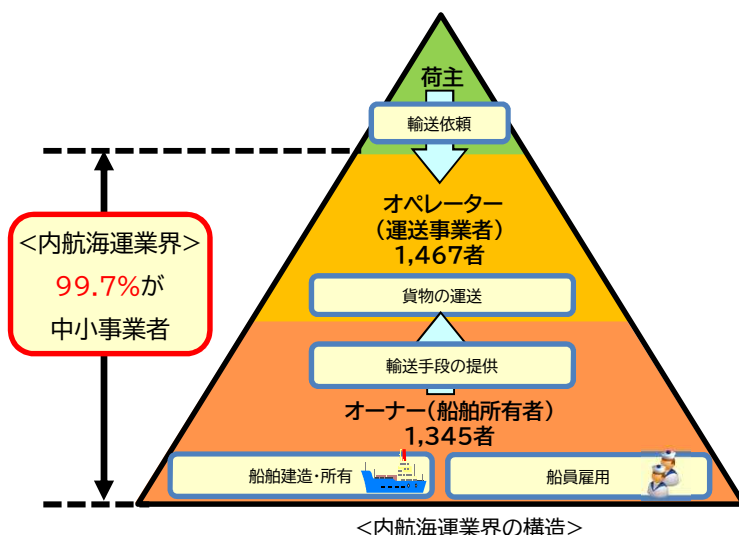 荷主
輸送依頼
オペレーター
（運送事業者）
1,467者
貨物の運送
<内航海運業界>
99.7%が
中小事業者
輸送手段の提供
オーナー（船舶所有者）
1,345者
船舶建造・所有
船員雇用
<内航海運業界の構造>